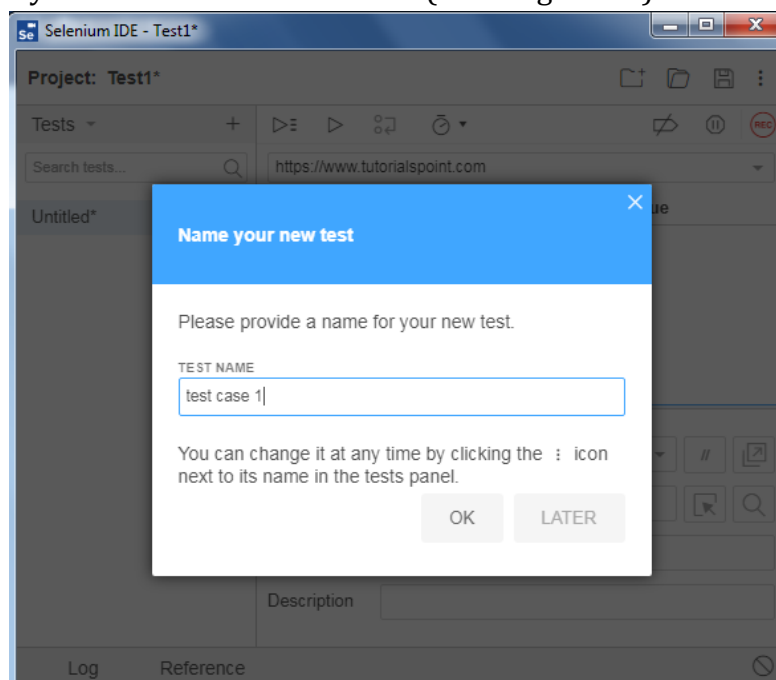 Se Selenium IDE - Test1*
Project: Test1*
Tests
Search tests...
https://www.tutorialspoint.com
Untitled*
Name your new test
Please provide a name for your new test.
TEST NAME
test case 1
You can change it at any time by clicking the ⋮ icon
next to its name in the tests panel.
OK LATER
//
Description
Log Reference
REC